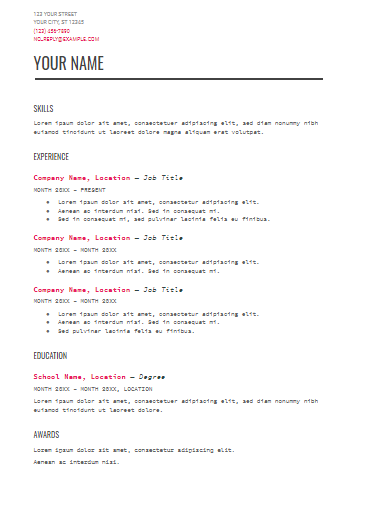 123 YOUR STREET
YOUR CITY, ST 12345
(123) 456-7890
NO_REPLY@EXAMPLE.COM
YOUR NAME
SKILLS
Lorem ipsum dolor sit amet, consectetuer adipiscing elit, sed diam nonummy nibh
euismod tincidunt ut laoreet dolore magna aliquam erat volutpat.
EXPERIENCE
Company Name, Location — Job Title
MONTH 20XX – PRESENT
● Lorem ipsum dolor sit amet, consectetuer adipiscing elit.
● Aenean ac interdum nisi. Sed in consequat mi.
● Sed in consequat mi, sed pulvinar lacinia felis eu finibus.
Company Name, Location — Job Title
MONTH 20XX – MONTH 20XX
● Lorem ipsum dolor sit amet, consectetuer adipiscing elit.
● Aenean ac interdum nisi. Sed in consequat mi.
Company Name, Location — Job Title
MONTH 20XX – MONTH 20XX
● Lorem ipsum dolor sit amet, consectetuer adipiscing elit.
● Aenean ac interdum nisi. Sed in consequat mi.
● Sed pulvinar lacinia felis eu finibus.
EDUCATION
School Name, Location — Degree
MONTH 20XX – MONTH 20XX, LOCATION
Lorem ipsum dolor sit amet, consectetuer adipiscing elit, sed diam nonummy nibh
euismod tincidunt ut laoreet dolore.
AWARDS
Lorem ipsum dolor sit amet, consectetur adipiscing elit.
Aenean ac interdum nisi.